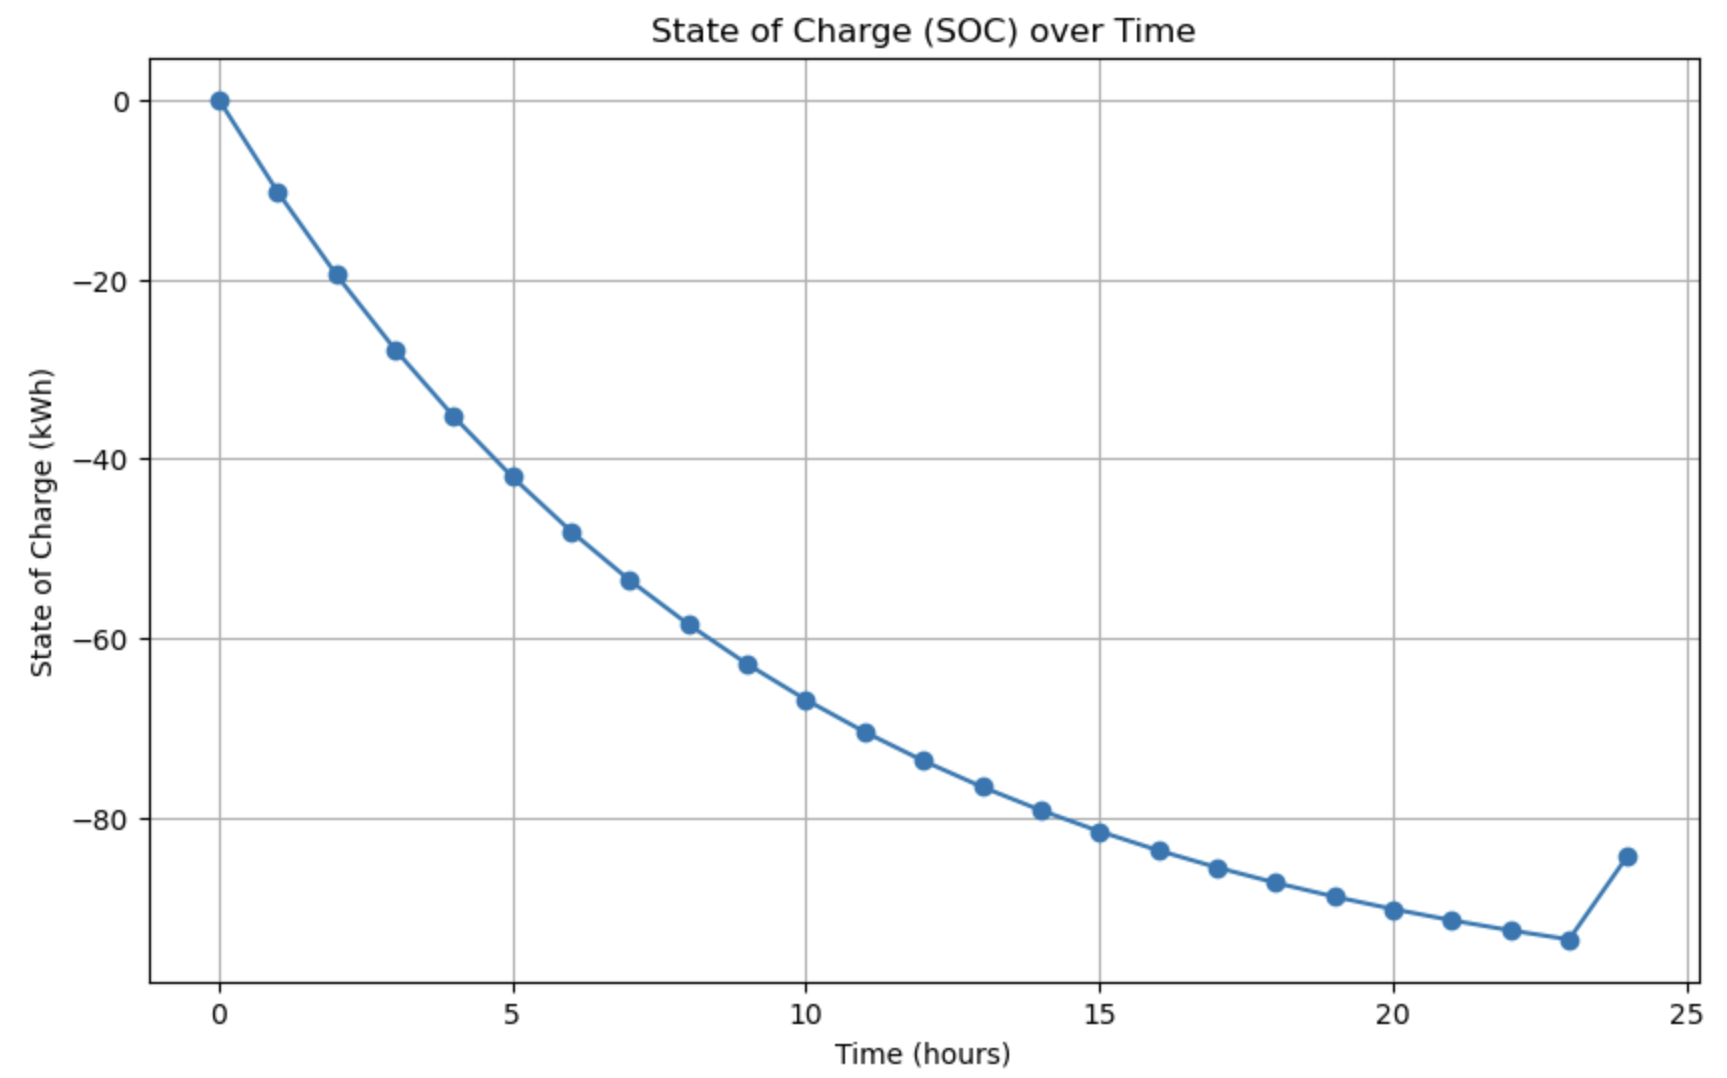 State of Charge (SOC) over Time
State of Charge (kWh)
0
−20
−40
−60
−80
0 5 10 15 20 25
Time (hours)